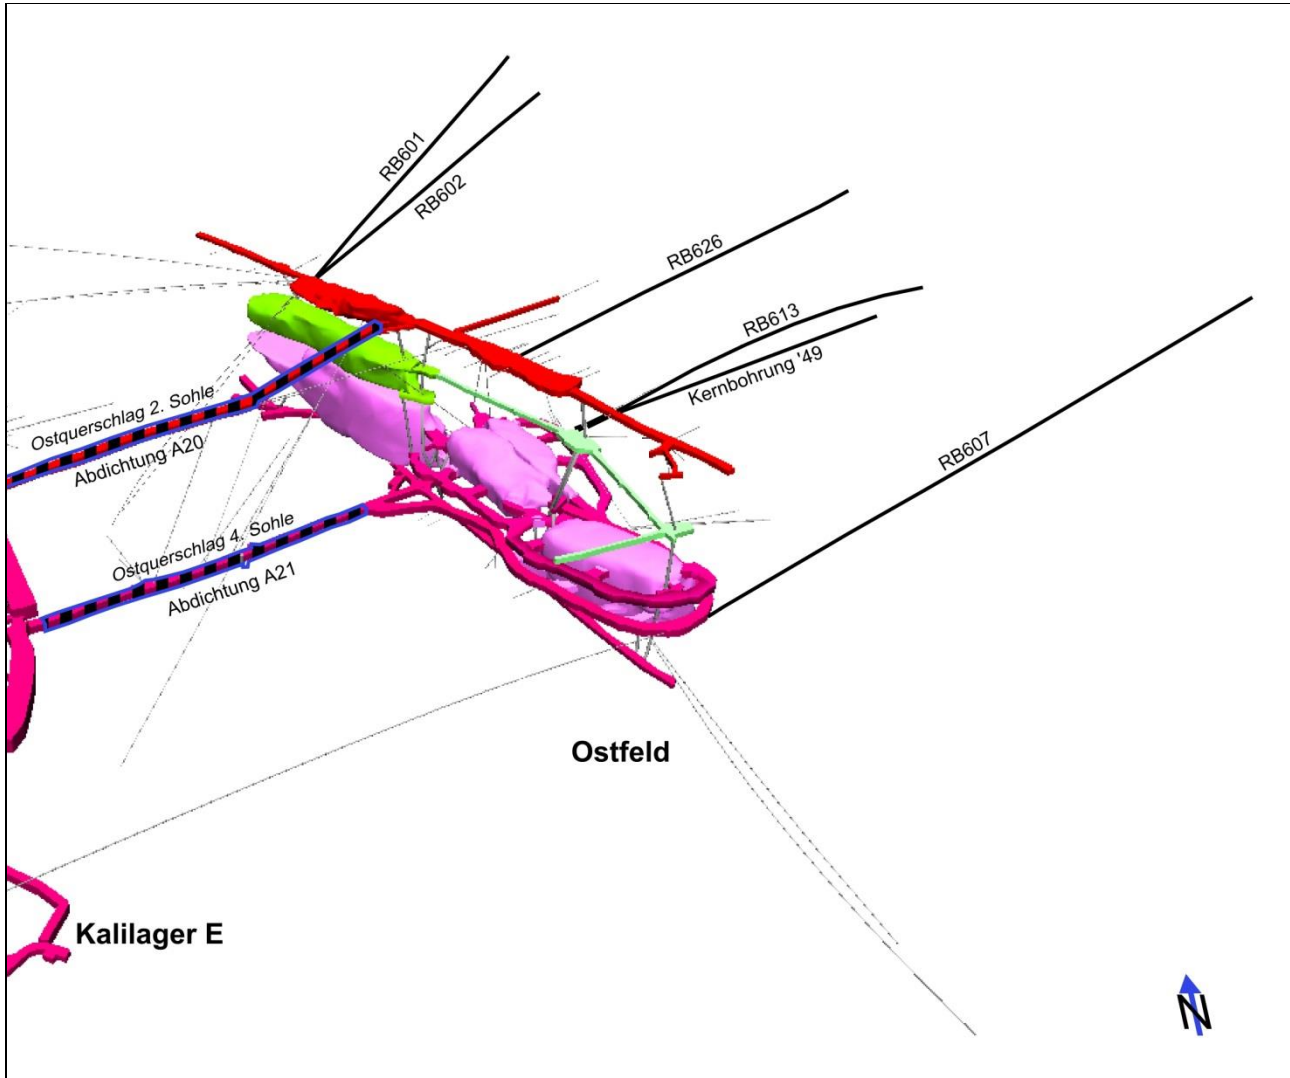 RB601
RB602
RB626
RB613
Kernbohrung '49
RB607
Ostquerschlag 2. Sohle
Abdichtung A20
Ostquerschlag 4. Sohle
Abdichtung A21
Ostfeld
Kalilager E
N